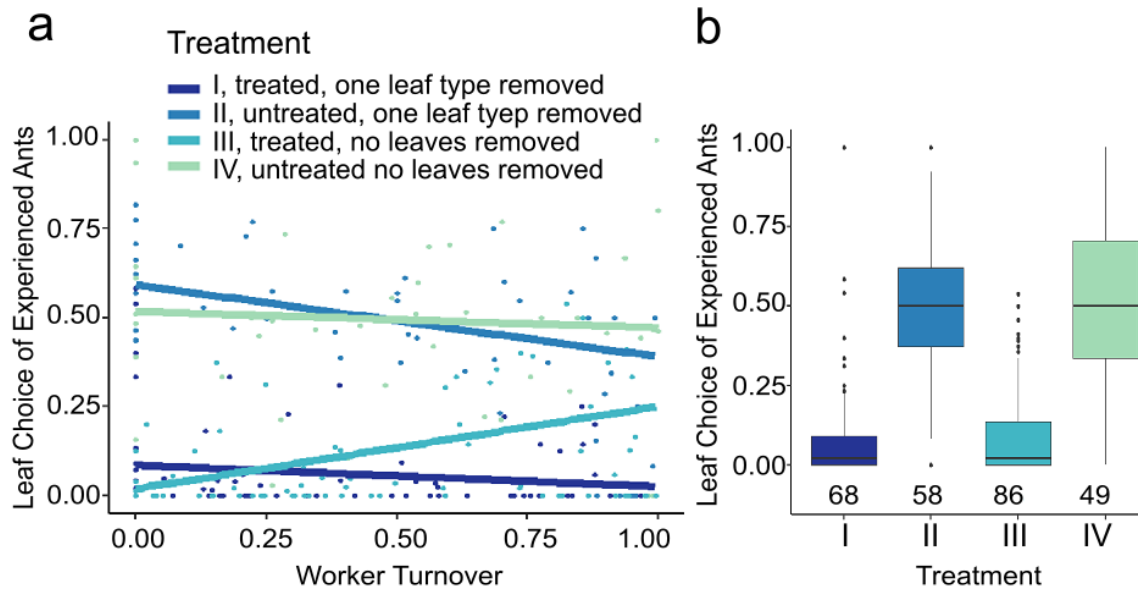 a
Treatment
I, treated, one leaf type removed
II, untreated, one leaf tyep removed
III, treated, no leaves removed
IV, untreated no leaves removed
Leaf Choice of Experienced Ants
1.00
0.75
0.50
0.25
0.00
0.00 0.25 0.50 0.75 1.00
Worker Turnover
b
Leaf Choice of Experienced Ants
1.00
0.75
0.50
0.25
0.00
68 58 86 49
I II III IV
Treatment